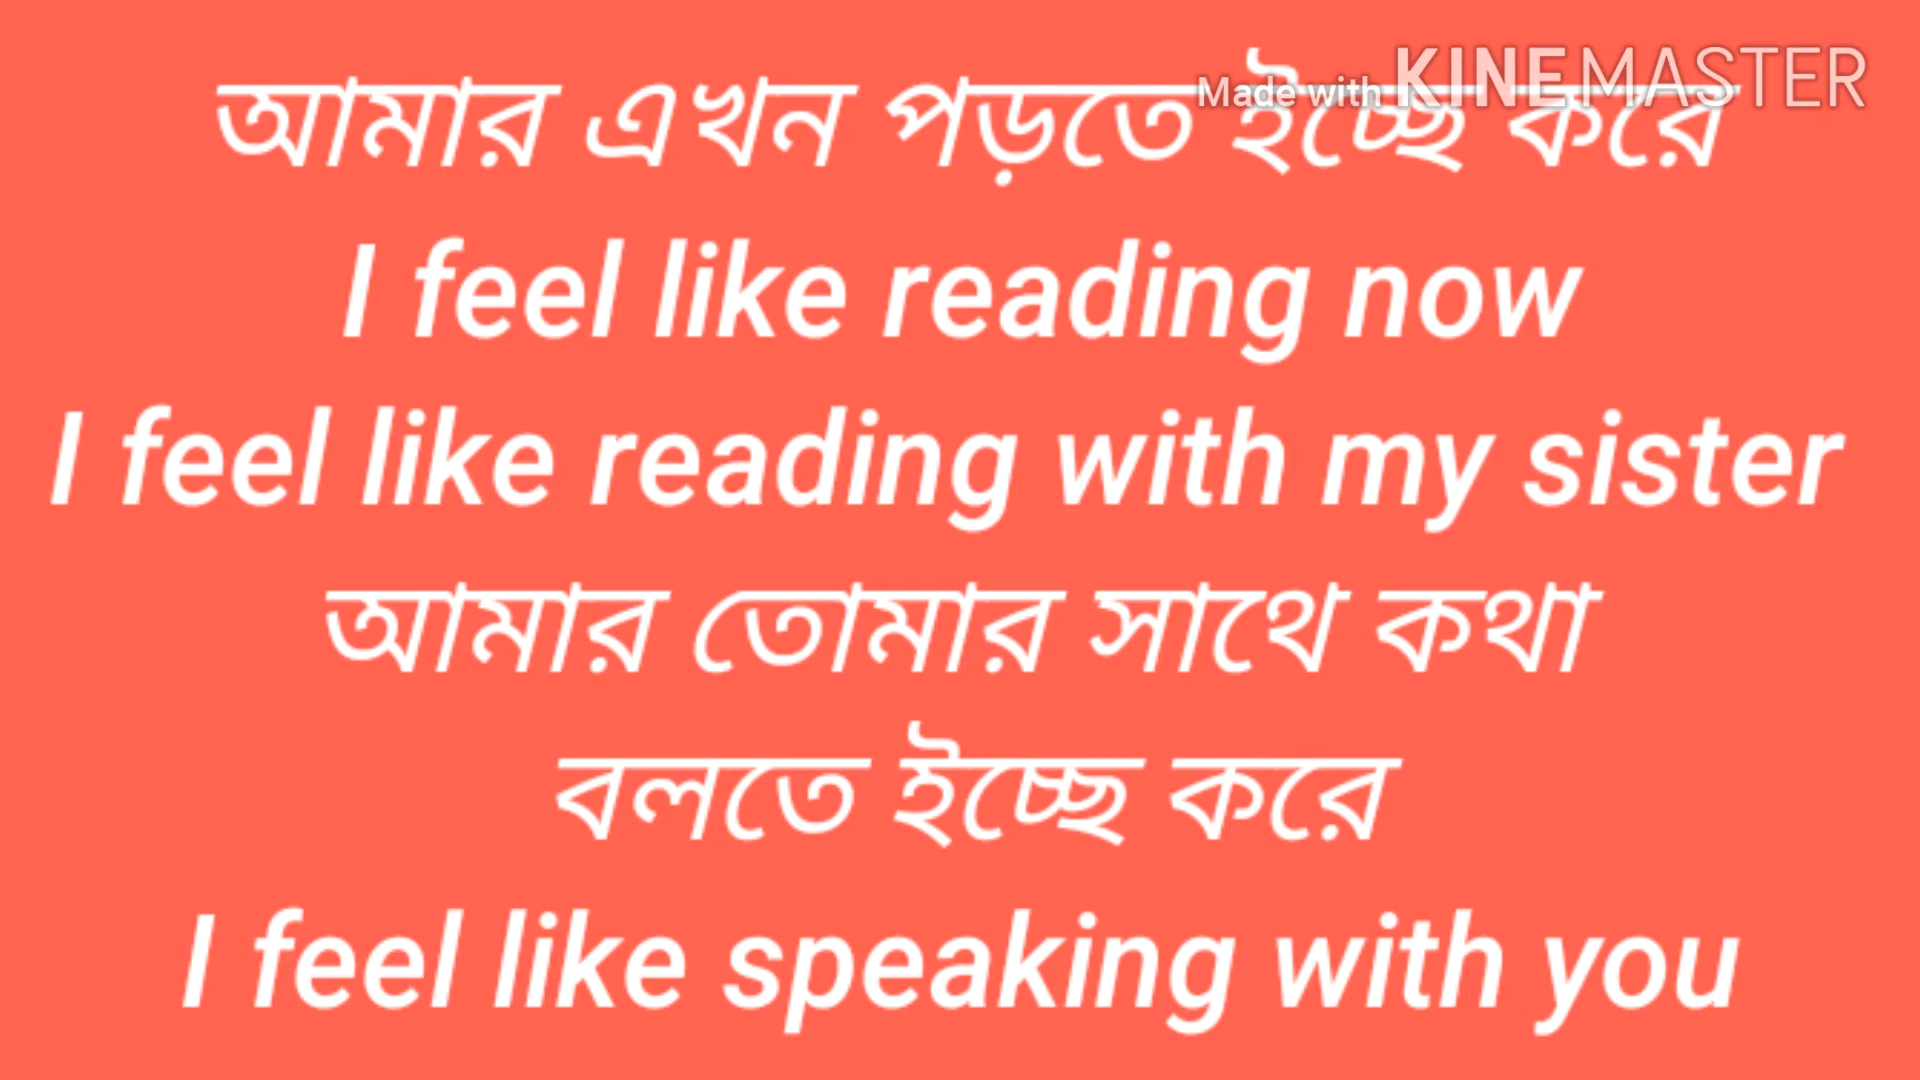 Made with KINEMASTER
আমার এখন পড়তে ইচ্ছে করে
I feel like reading now
I feel like reading with my sister
আমার তোমার সাথে কথা
বলতে ইচ্ছে করে
I feel like speaking with you